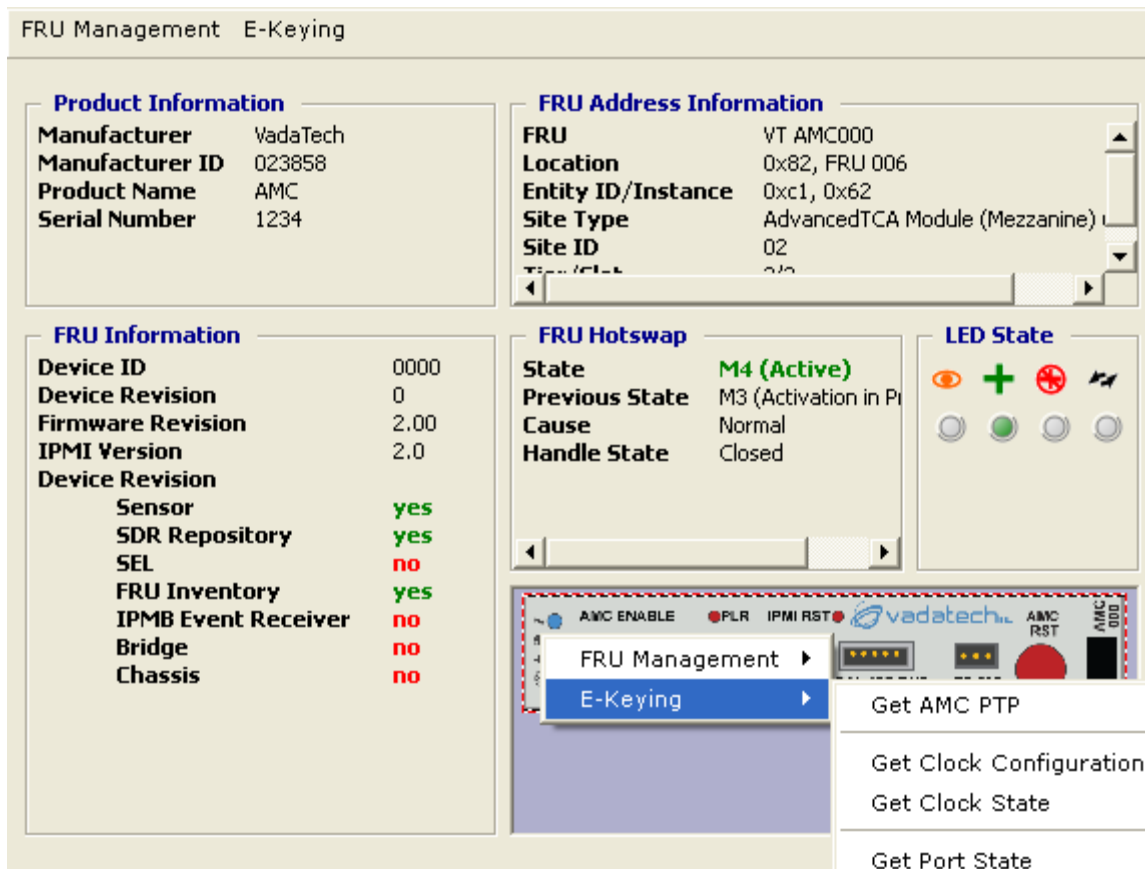 FRU Management E-Keying
Product Information
Manufacturer VadaTech
Manufacturer ID 023858
Product Name AMC
Serial Number 1234
FRU Address Information
FRU VT AMC000
Location 0x82, FRU 006
Entity ID/Instance 0xc1, 0x62
Site Type AdvancedTCA Module (Mezzanine)
Site ID 02
FRU Information
Device ID 0000
Device Revision 0
Firmware Revision 2.00
IPMI Version 2.0
Device Revision
Sensor yes
SDR Repository yes
SEL no
FRU Inventory yes
IPMB Event Receiver no
Bridge no
Chassis no
FRU Hotswap
State M4 (Active)
Previous State M3 (Activation in
Cause Normal
Handle State Closed
LED State
AMC ENABLE PLR IPMI RST vadatech AMC RST AMC 000
FRU Management
E-Keying
Get AMC PTP
Get Clock Configuration
Get Clock State
Get Port State